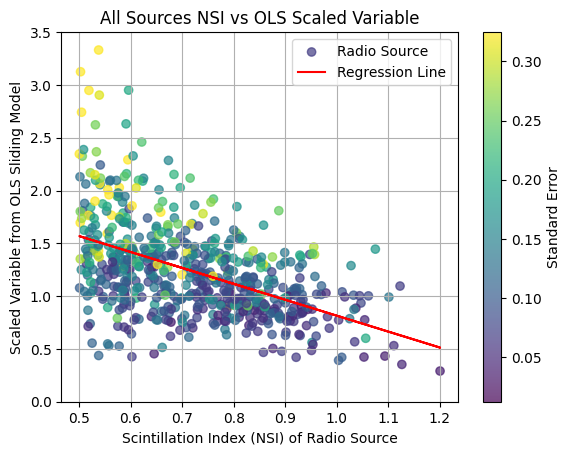 All Sources NSI vs OLS Scaled Variable
Radio Source
Regression Line
Scaled Variable from OLS Sliding Model
3.5
3.0
2.5
2.0
1.5
1.0
0.5
0.0
0.5 0.6 0.7 0.8 0.9 1.0 1.1 1.2
Scintillation Index (NSI) of Radio Source
0.30
0.25
0.20
0.15
0.10
0.05
Standard Error